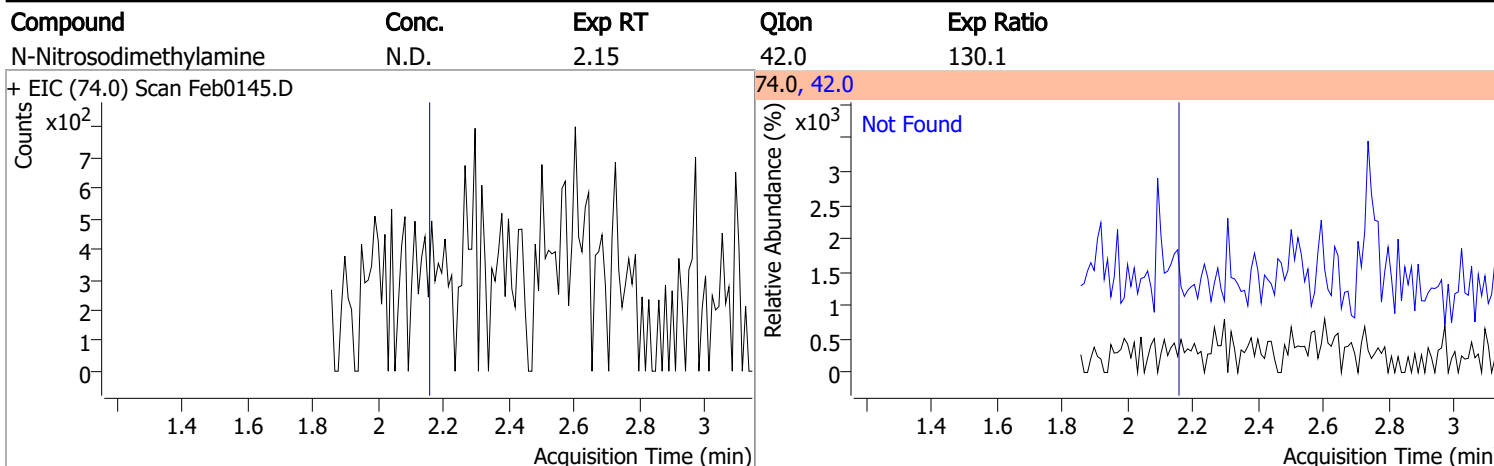 Compound Conc. Exp RT QIon Exp Ratio
N-Nitrosodimethylamine N.D. 2.15 42.0 130.1
+ EIC (74.0) Scan Feb0145.D
Counts
x10²
7
6
5
4
3
2
1
0
1.4 1.6 1.8 2 2.2 2.4 2.6 2.8 3
Acquisition Time (min)
74.0, 42.0
Relative Abundance (%)
x10³
Not Found
3
2.5
2
1.5
1
0.5
0
1.4 1.6 1.8 2 2.2 2.4 2.6 2.8 3
Acquisition Time (min